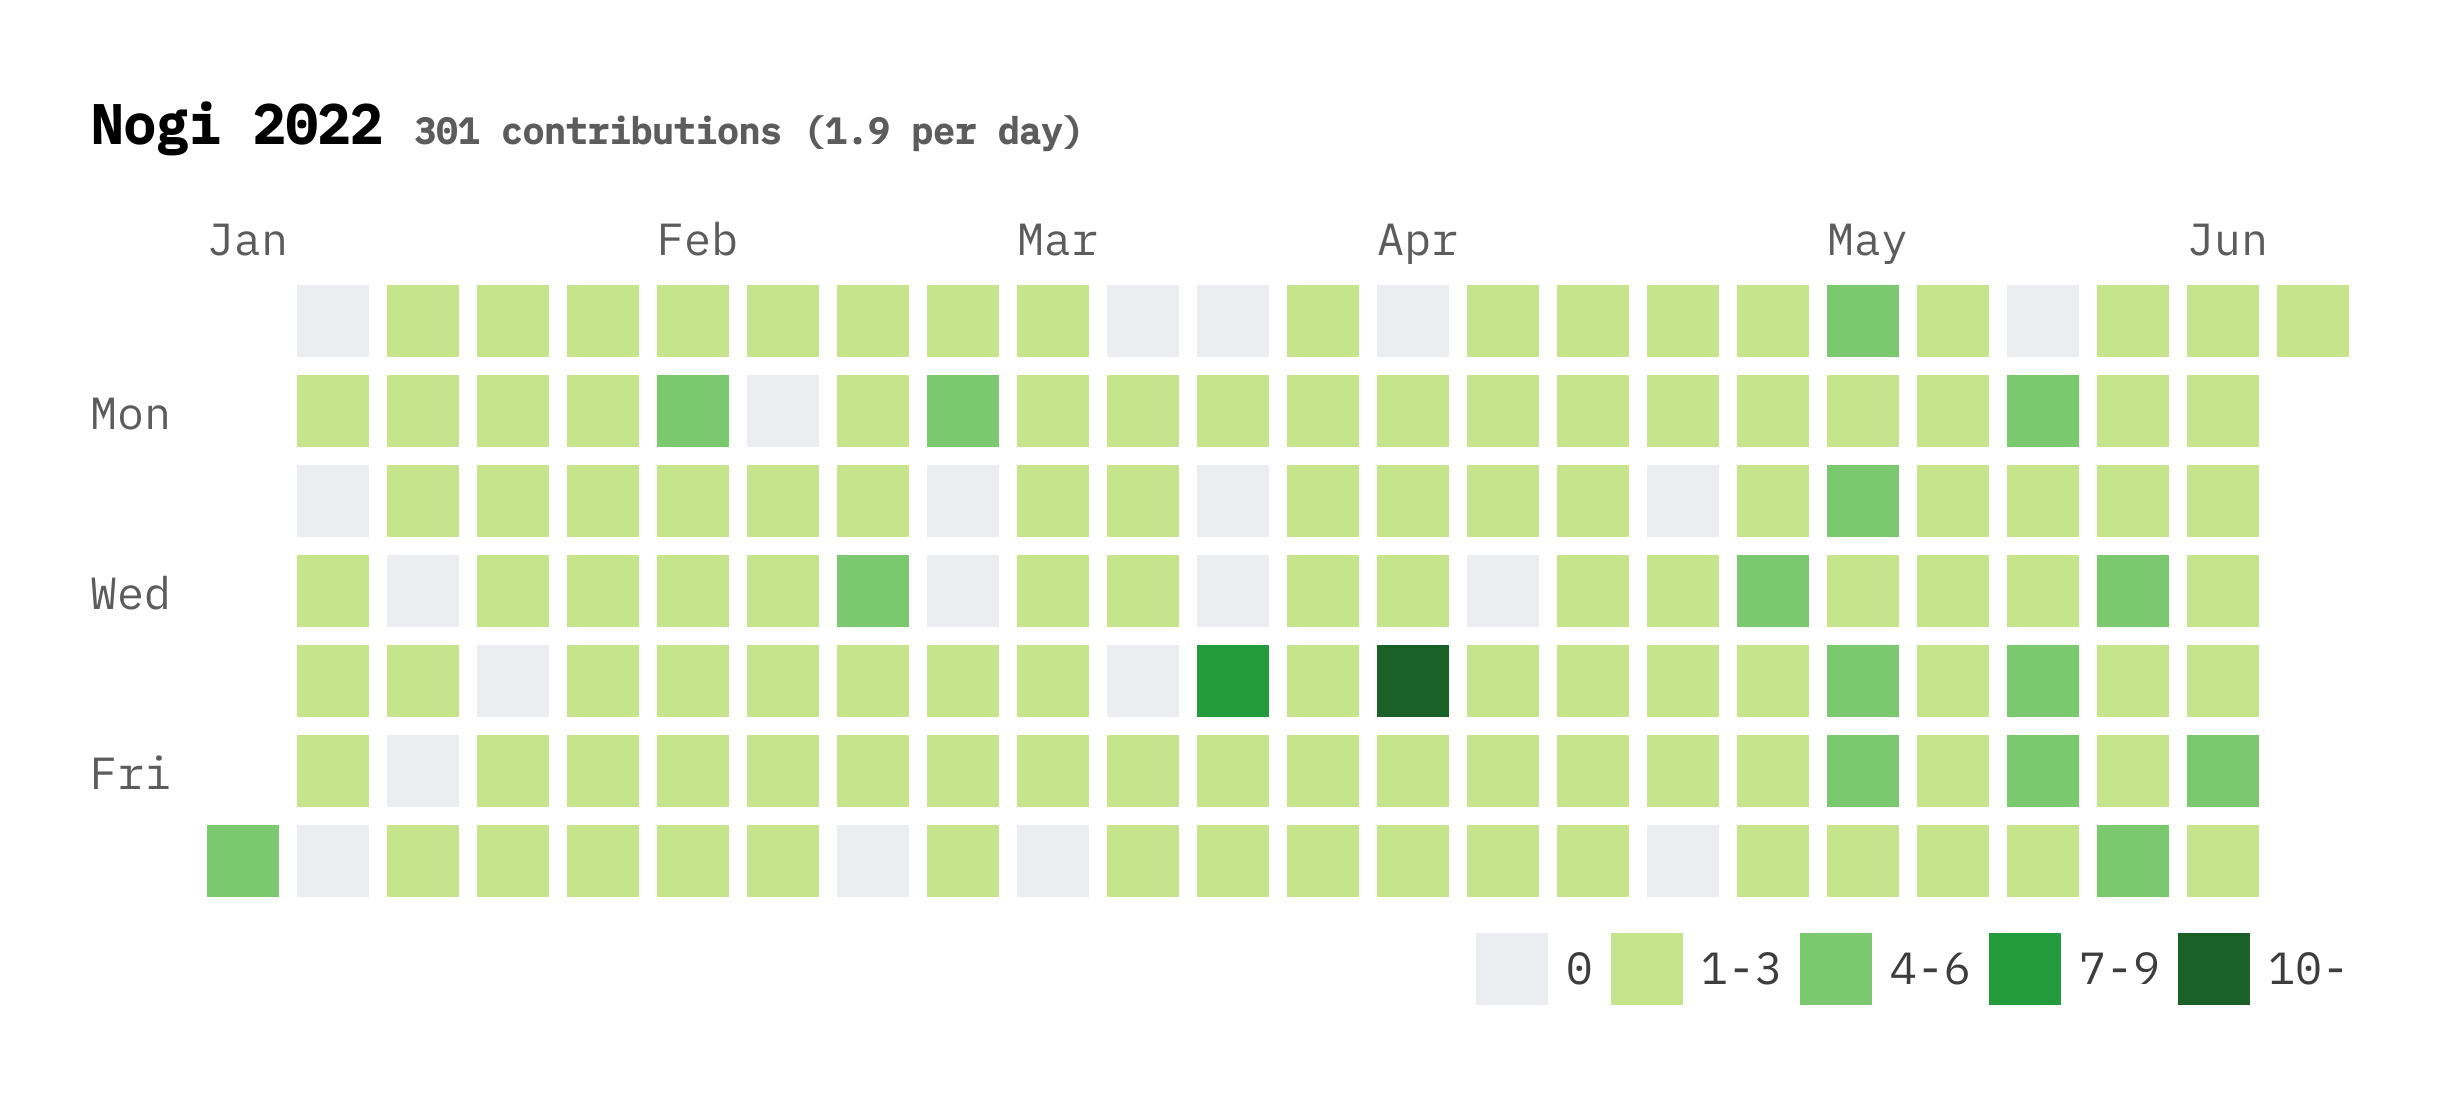 Nogi 2022 301 contributions (1.9 per day)
Jan Feb Mar Apr May Jun
Mon
Wed
Fri
0 1-3 4-6 7-9 10-